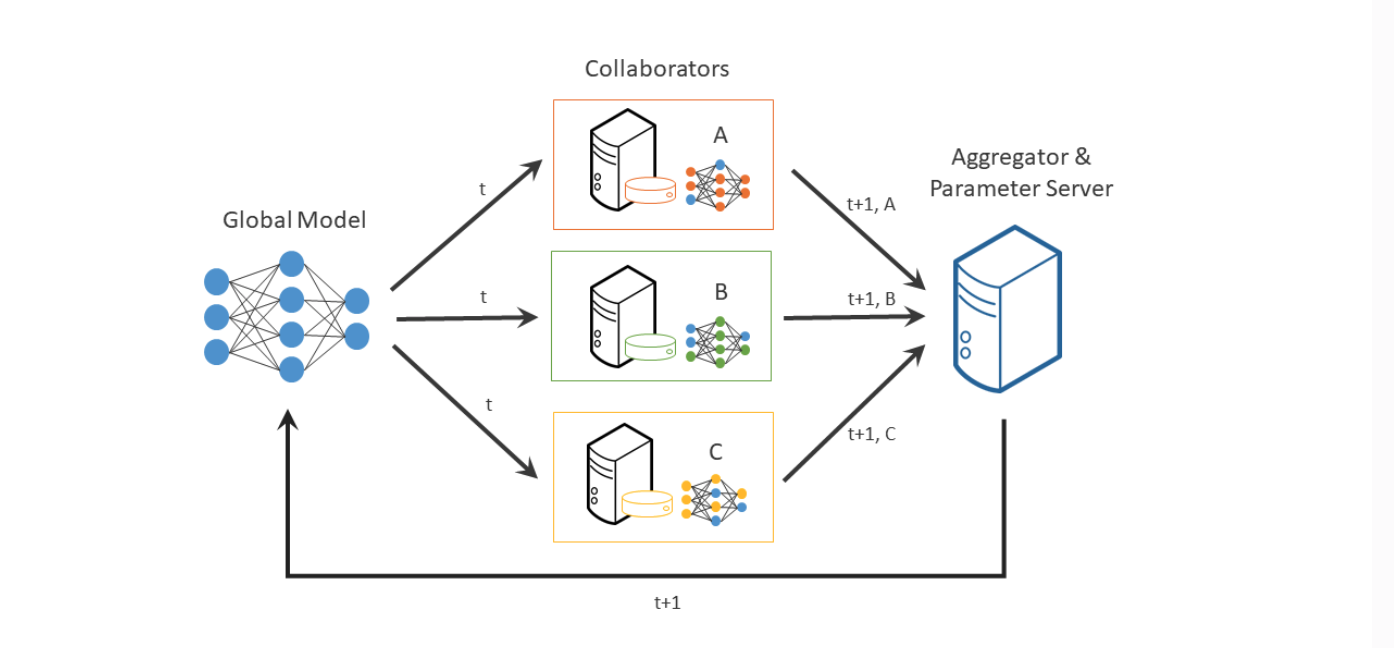 Collaborators
A
Aggregator &
Parameter Server
t
t+1, A
Global Model
B
t
t+1, B
t
C
t+1, C
t+1